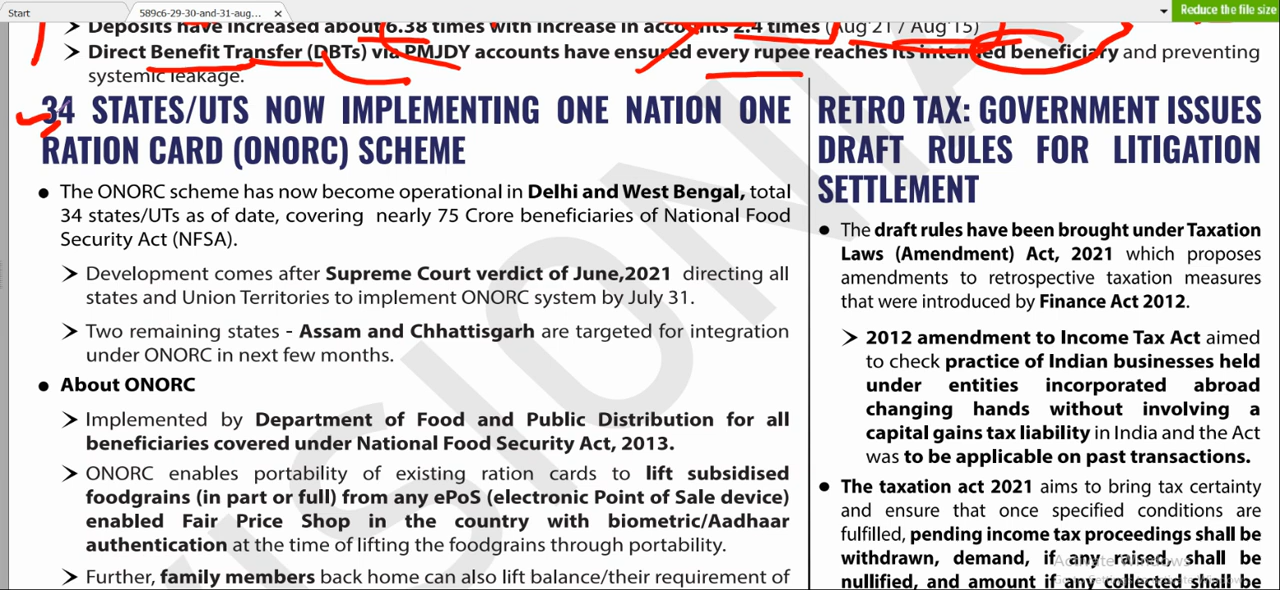 Start
589c6-29-30-and-31-aug...
Reduce the file size
Deposits have increased about 6.38 times with increase in accounts 2.4 times (Aug'21 / Aug'15)
Direct Benefit Transfer (DBTs) via PMJDY accounts have ensured every rupee reaches its intended beneficiary and preventing
systemic leakage.
34 STATES/UTS NOW IMPLEMENTING ONE NATION ONE
RATION CARD (ONORC) SCHEME
The ONORC scheme has now become operational in Delhi and West Bengal, total
34 states/UTs as of date, covering nearly 75 Crore beneficiaries of National Food
Security Act (NFSA).
Development comes after Supreme Court verdict of June,2021 directing all
states and Union Territories to implement ONORC system by July 31.
Two remaining states - Assam and Chhattisgarh are targeted for integration
under ONORC in next few months.
About ONORC
Implemented by Department of Food and Public Distribution for all
beneficiaries covered under National Food Security Act, 2013.
ONORC enables portability of existing ration cards to lift subsidised
foodgrains (in part or full) from any ePoS (electronic Point of Sale device)
enabled Fair Price Shop in the country with biometric/Aadhaar
authentication at the time of lifting the foodgrains through portability.
Further, family members back home can also lift balance/their requirement of
RETRO TAX: GOVERNMENT ISSUES
DRAFT RULES FOR LITIGATION
SETTLEMENT
The draft rules have been brought under Taxation
Laws (Amendment) Act, 2021 which proposes
amendments to retrospective taxation measures
that were introduced by Finance Act 2012.
2012 amendment to Income Tax Act aimed
to check practice of Indian businesses held
under entities incorporated abroad
changing hands without involving a
capital gains tax liability in India and the Act
was to be applicable on past transactions.
The taxation act 2021 aims to bring tax certainty
and ensure that once specified conditions are
fulfilled, pending income tax proceedings shall be
withdrawn, demand, if any raised, shall be
nullified, and amount if any collected shall be
Activate Windows